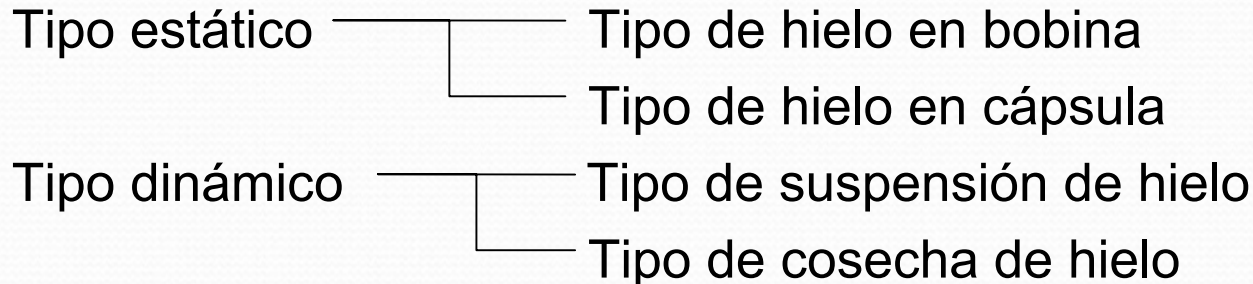 Tipo estático Tipo de hielo en bobina
Tipo de hielo en cápsula
Tipo dinámico Tipo de suspensión de hielo
Tipo de cosecha de hielo